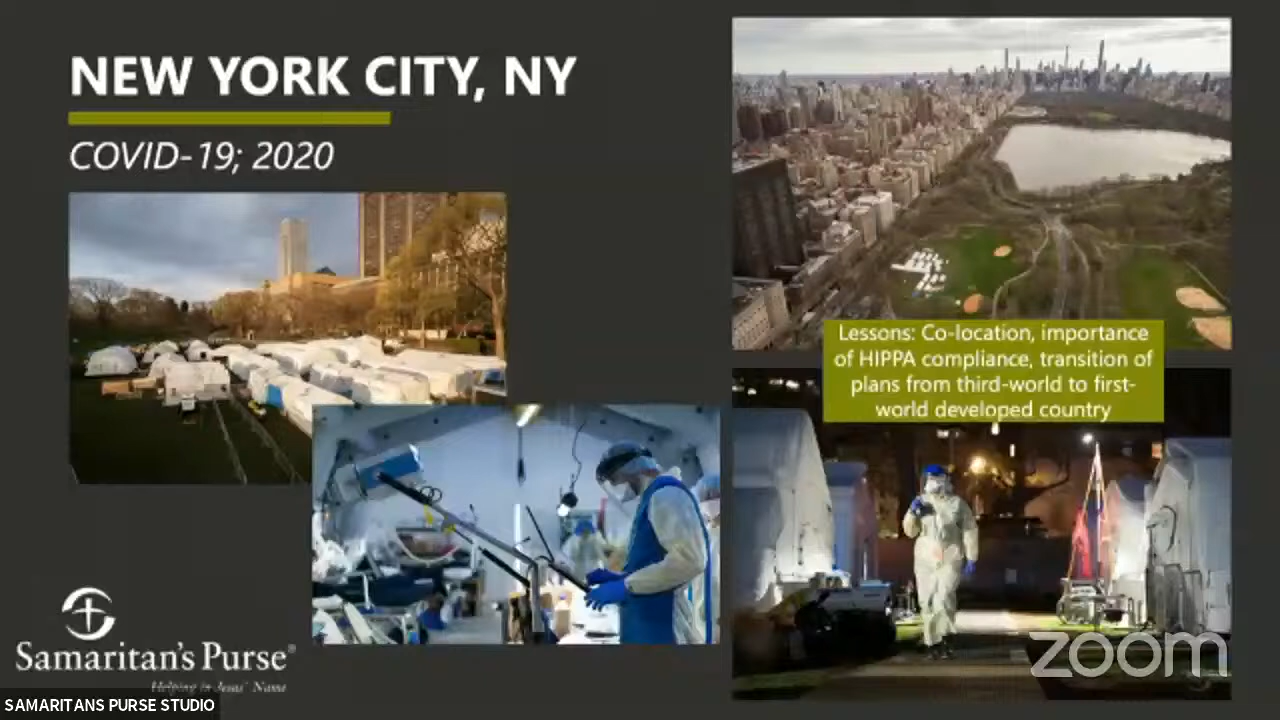 NEW YORK CITY, NY
COVID-19; 2020
Lessons: Co-location, importance
of HIPPA compliance, transition of
plans from third-world to first-
world developed country
Samaritan's Purse®
Helping in Jesus' Name
SAMARITANS PURSE STUDIO
zoom